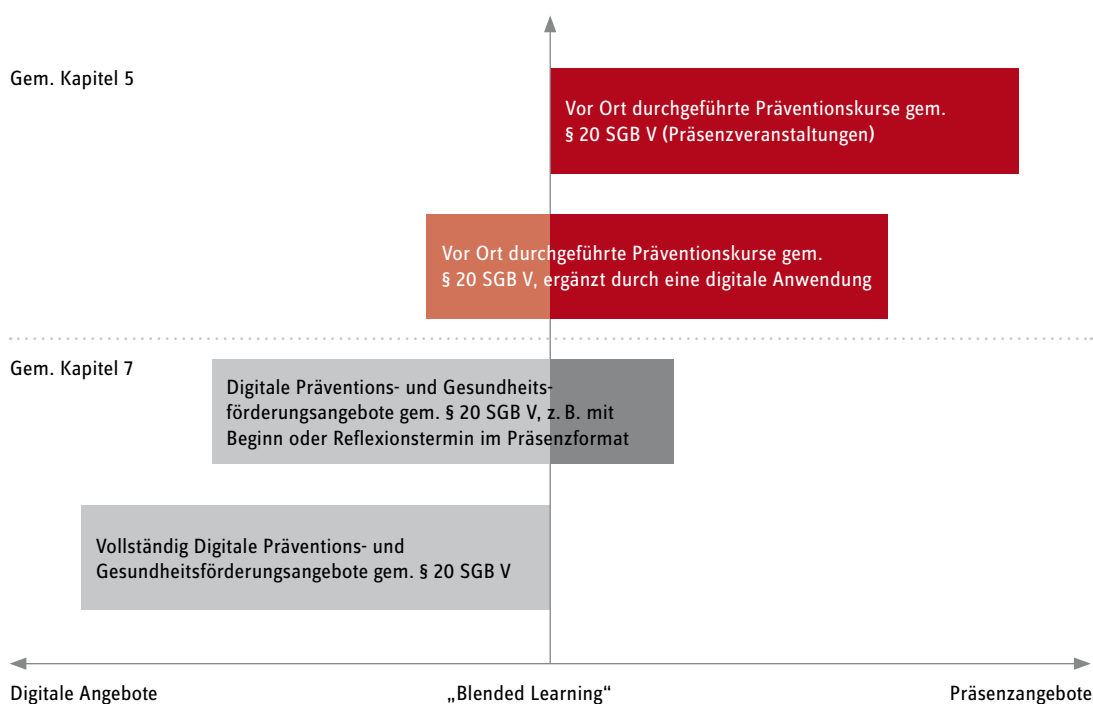 Gem. Kapitel 5
Vor Ort durchgeführte Präventionskurse gem.
§ 20 SGB V (Präsenzveranstaltungen)
Vor Ort durchgeführte Präventionskurse gem.
§ 20 SGB V, ergänzt durch eine digitale Anwendung
Gem. Kapitel 7
Digitale Präventions- und Gesundheits-
förderungsangebote gem. § 20 SGB V, z. B. mit
Beginn oder Reflexionstermin im Präsenzformat
Vollständig Digitale Präventions- und
Gesundheitsförderungsangebote gem. § 20 SGB V
Digitale Angebote
„Blended Learning“
Präsenzangebote